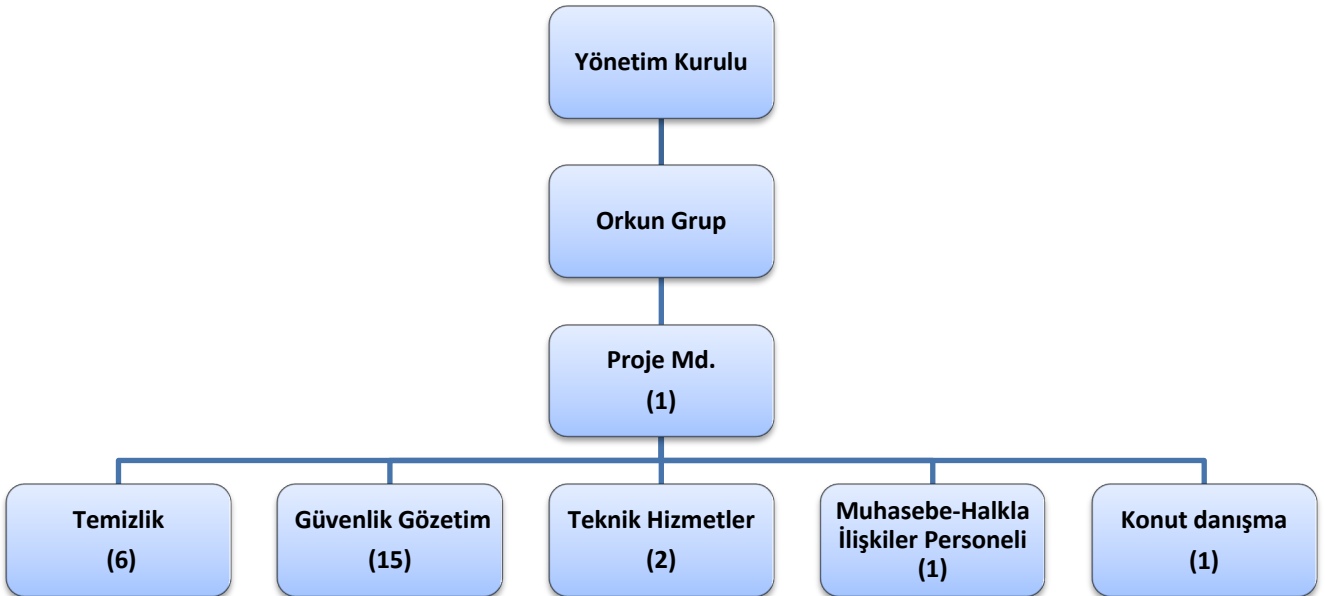 Yönetim Kurulu
Orkun Grup
Proje Md.
(1)
Temizlik
(6)
Güvenlik Gözetim
(15)
Teknik Hizmetler
(2)
Muhasebe-Halkla
İlişkiler Personeli
(1)
Konut danışma
(1)